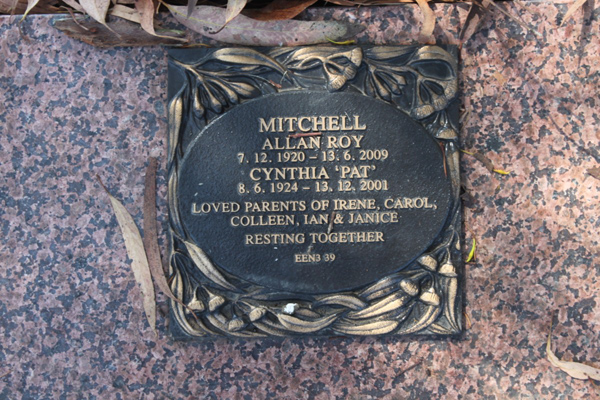 MITCHELL
ALLAN ROY
7. 12. 1920 – 13. 6. 2009
CYNTHIA 'PAT'
8. 6. 1924 – 13. 12. 2001
LOVED PARENTS OF IRENE, CAROL,
COLLEEN, IAN & JANICE
RESTING TOGETHER
EEN3 39